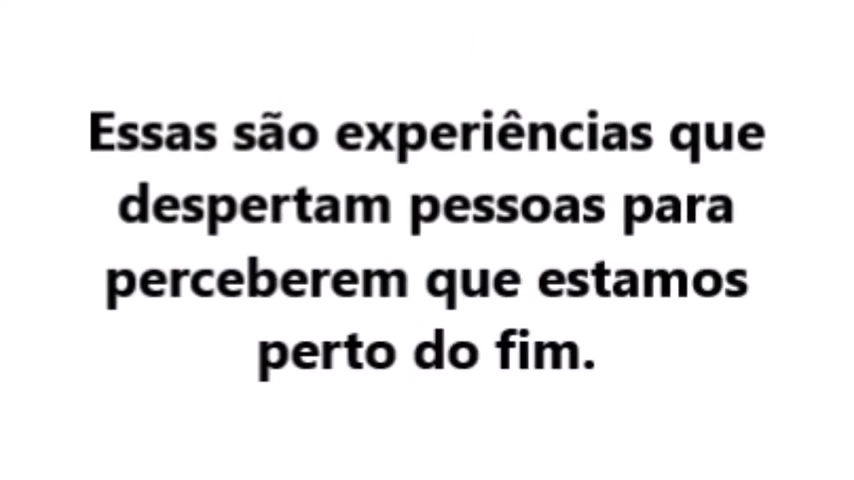 Essas são experiências que
despertam pessoas para
perceberem que estamos
perto do fim.